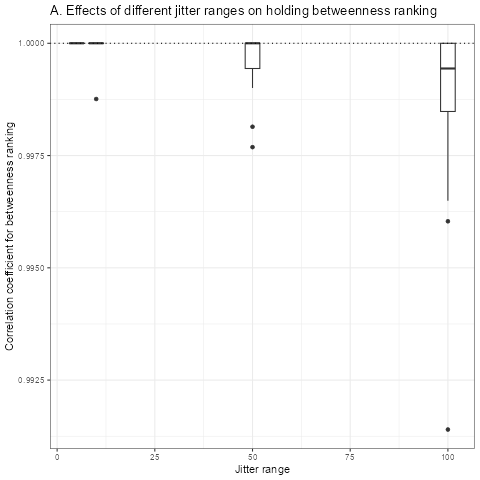 A. Effects of different jitter ranges on holding betweenness ranking
Correlation coefficient for betweenness ranking
1.0000
0.9975
0.9950
0.9925
0 25 50 75 100
Jitter range